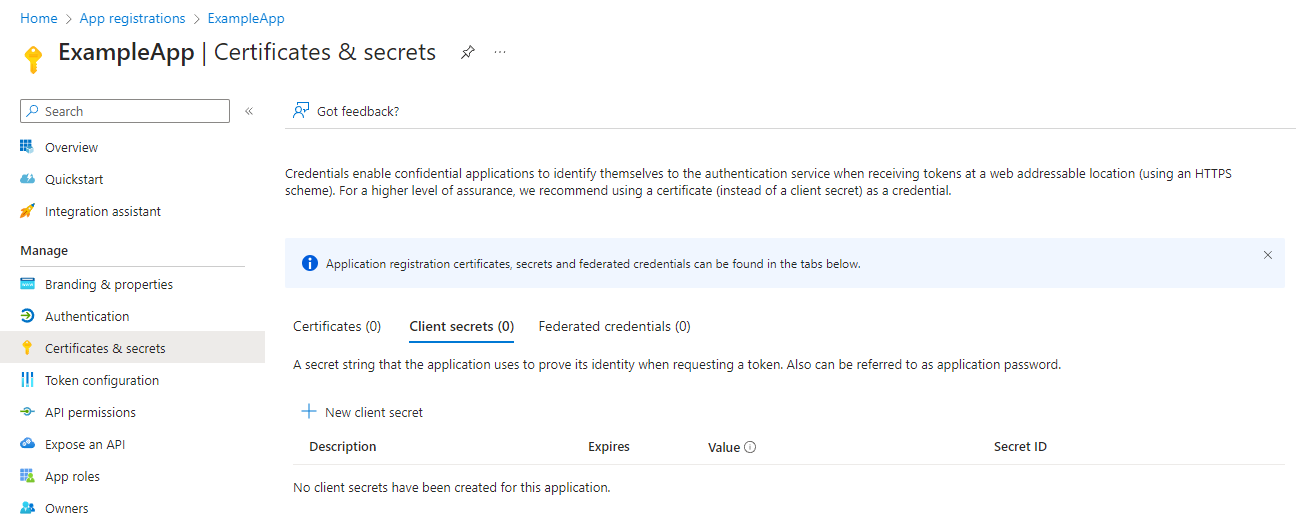 Home > App registrations > ExampleApp
ExampleApp | Certificates & secrets ...
Search «
Overview
Quickstart
Integration assistant
Manage
Branding & properties
Authentication
Certificates & secrets
Token configuration
API permissions
Expose an API
App roles
Owners
Got feedback?
Credentials enable confidential applications to identify themselves to the authentication service when receiving tokens at a web addressable location (using an HTTPS
scheme). For a higher level of assurance, we recommend using a certificate (instead of a client secret) as a credential.
Application registration certificates, secrets and federated credentials can be found in the tabs below.
Certificates (0) Client secrets (0) Federated credentials (0)
A secret string that the application uses to prove its identity when requesting a token. Also can be referred to as application password.
New client secret
Description Expires Value Secret ID
No client secrets have been created for this application.